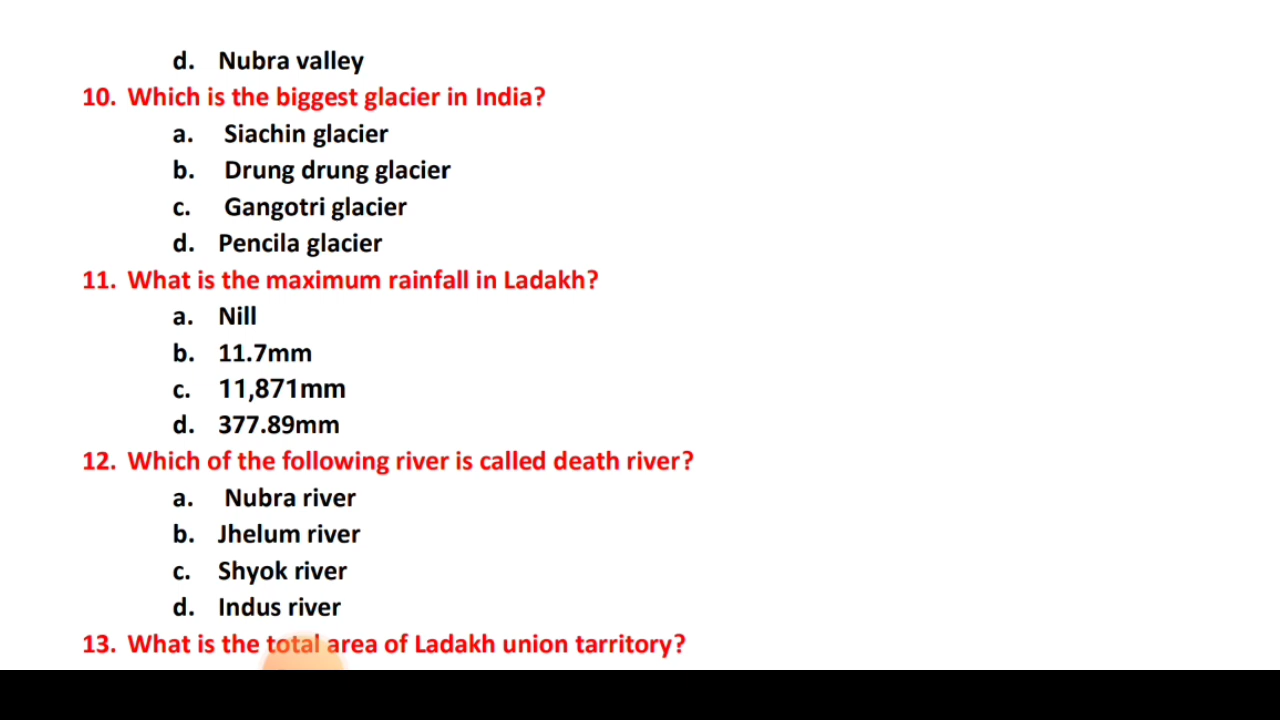 d. Nubra valley
10. Which is the biggest glacier in India?
a. Siachin glacier
b. Drung drung glacier
c. Gangotri glacier
d. Pencila glacier
11. What is the maximum rainfall in Ladakh?
a. Nill
b. 11.7mm
c. 11,871mm
d. 377.89mm
12. Which of the following river is called death river?
a. Nubra river
b. Jhelum river
c. Shyok river
d. Indus river
13. What is the total area of Ladakh union tarritory?